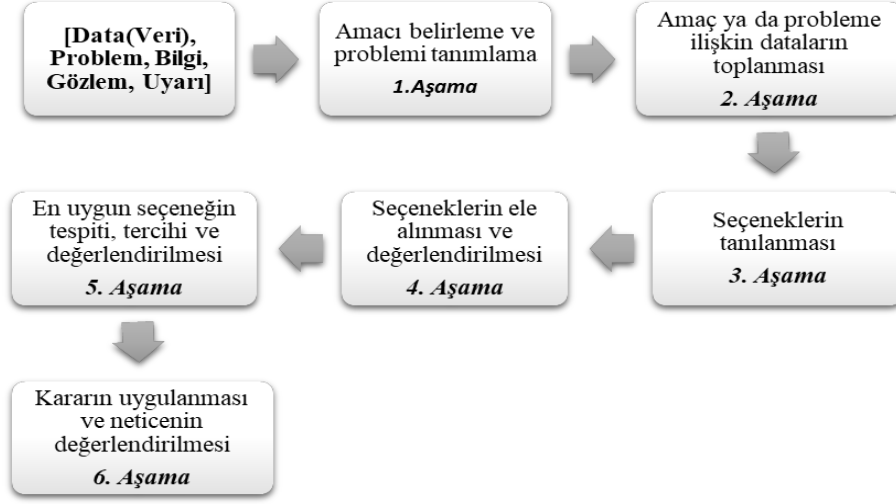 [Data(Veri),
Problem, Bilgi,
Gözlem, Uyarı]
Amacı belirleme ve
problemi tanımlama
1.Aşama
Amaç ya da probleme
ilişkin dataların
toplanması
2. Aşama
Seçeneklerin
tanılanması
3. Aşama
Seçeneklerin ele
alınması ve
değerlendirilmesi
4. Aşama
En uygun seçeneğin
tespiti, tercihi ve
değerlendirilmesi
5. Aşama
Kararın uygulanması
ve neticenin
değerlendirilmesi
6. Aşama